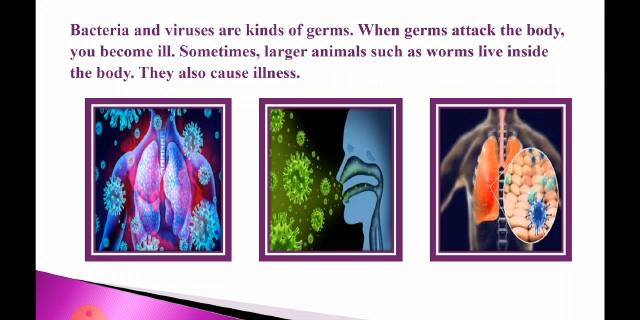 Bacteria and viruses are kinds of germs. When germs attack the body,
you become ill. Sometimes, larger animals such as worms live inside
the body. They also cause illness.